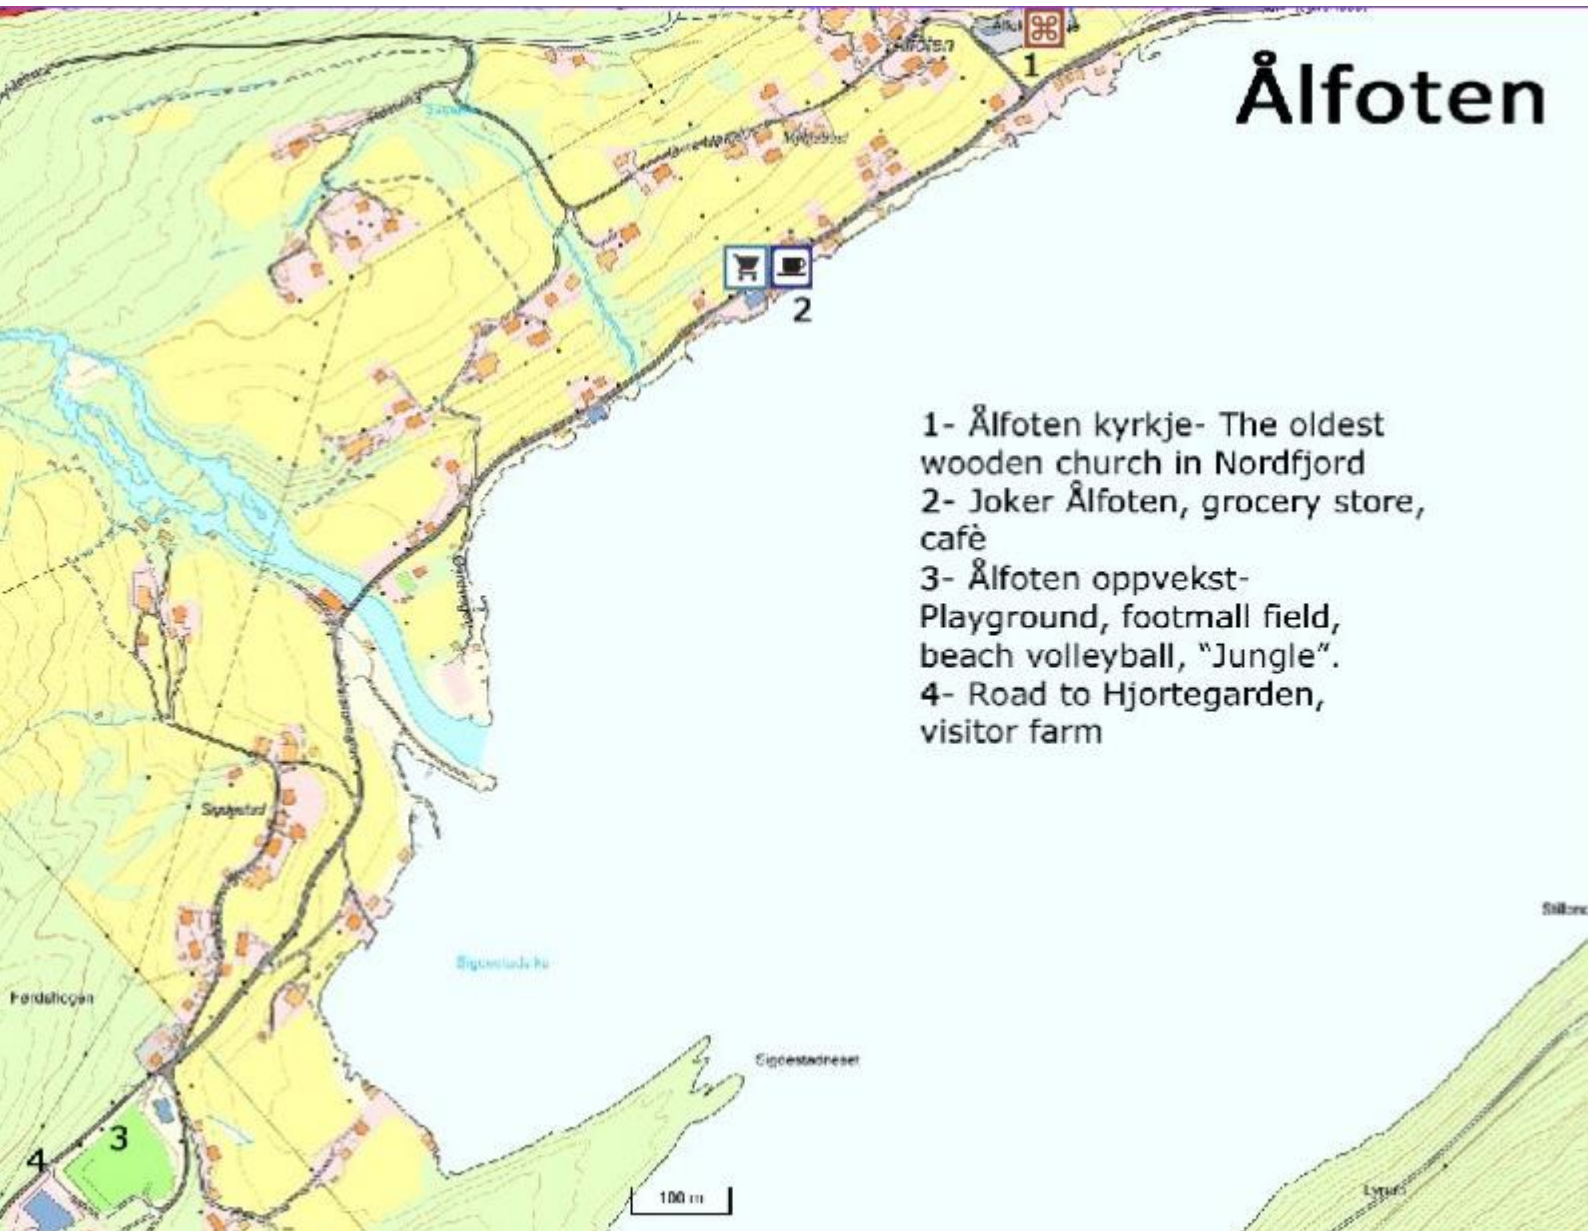 Ålfoten
Ålfoten
1
2
1- Ålfoten kyrkje- The oldest
wooden church in Nordfjord
2- Joker Ålfoten, grocery store,
cafè
3- Ålfoten oppvekst-
Playground, footmall field,
beach volleyball, “Jungle”.
4- Road to Hjortegarden,
visitor farm
Sigdestad
Førdshogen
Sigdestadneset
3
4
100 m